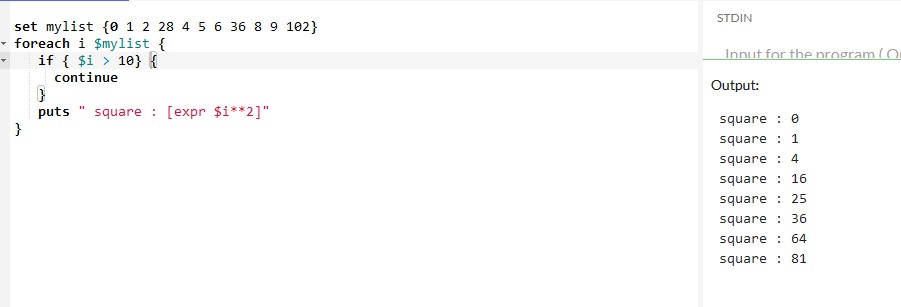 set mylist {0 1 2 28 4 5 6 36 8 9 102}
foreach i $mylist {
if { $i > 10} {
continue
}
puts " square : [expr $i**2]"
}
STDIN
Input for the program ( O
Output:
square : 0
square : 1
square : 4
square : 16
square : 25
square : 36
square : 64
square : 81